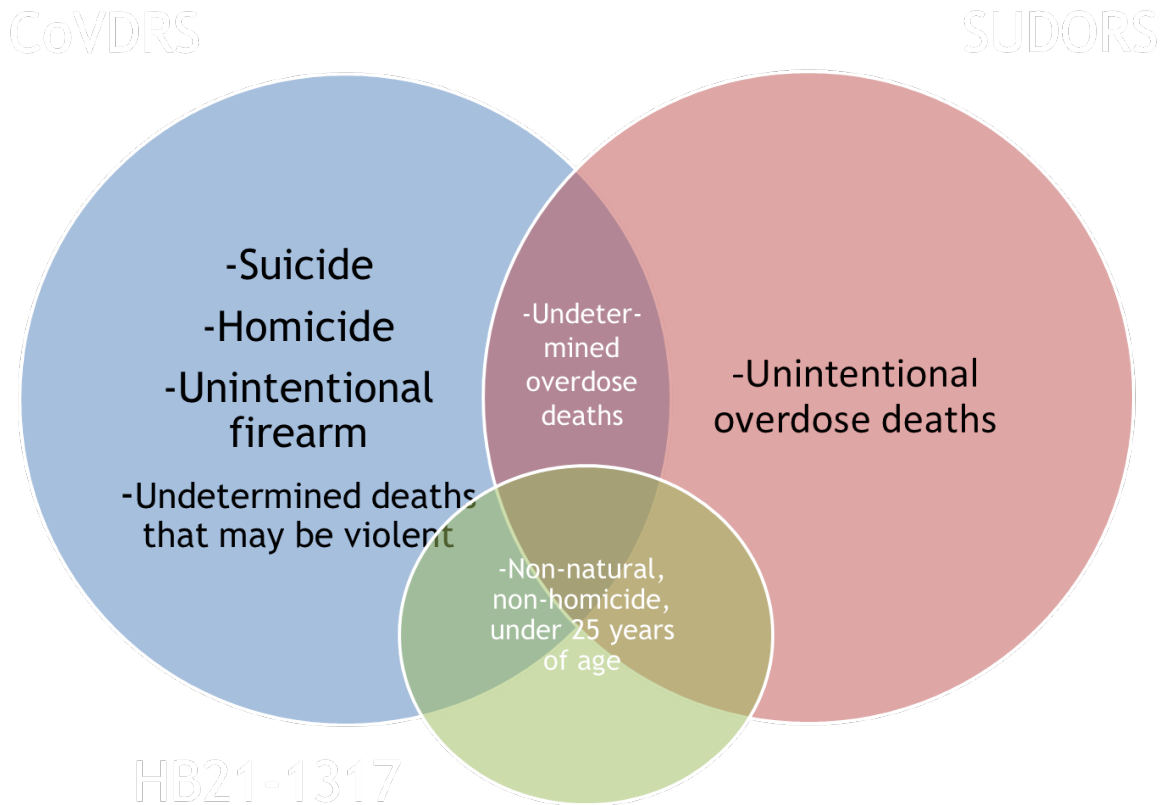 CoVDRS
SUDORS
-Suicide
-Homicide
-Unintentional
firearm
-Undetermined deaths
that may be violent
-Undeter-
mined
overdose
deaths
-Unintentional
overdose deaths
-Non-natural,
non-homicide,
under 25 years
of age
HB21-1317